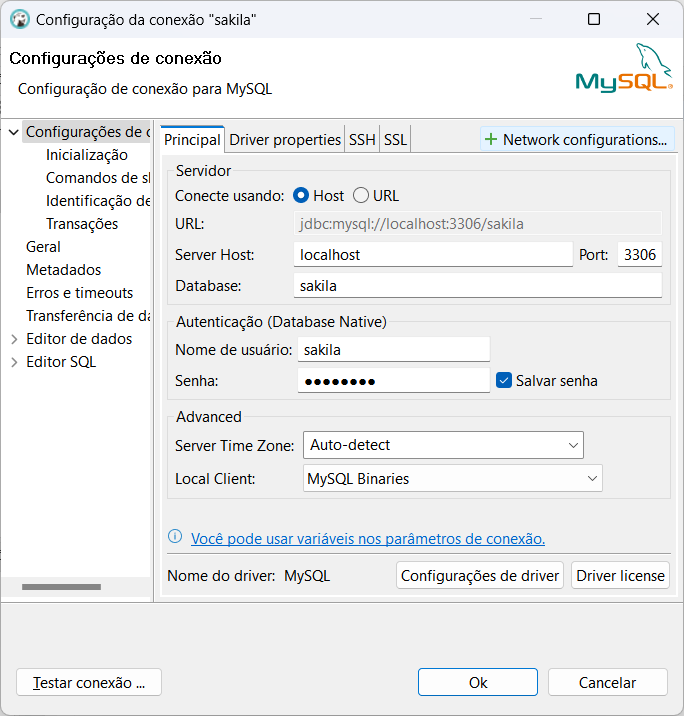 Configuração da conexão "sakila"
Configurações de conexão
Configuração de conexão para MySQL
MySQL®
Configurações de c
Inicialização
Comandos de sh
Identificação de
Transações
Geral
Metadados
Erros e timeouts
Transferência de da
Editor de dados
Editor SQL
Principal Driver properties SSH SSL
+ Network configurations...
Servidor
Conecte usando: Host URL
URL: jdbc:mysql://localhost:3306/sakila
Server Host: localhost Port: 3306
Database: sakila
Autenticação (Database Native)
Nome de usuário: sakila
Senha: ●●●●●●●● Salvar senha
Advanced
Server Time Zone: Auto-detect
Local Client: MySQL Binaries
Você pode usar variáveis nos parâmetros de conexão.
Nome do driver: MySQL Configurações de driver Driver license
Testar conexão ... Ok Cancelar